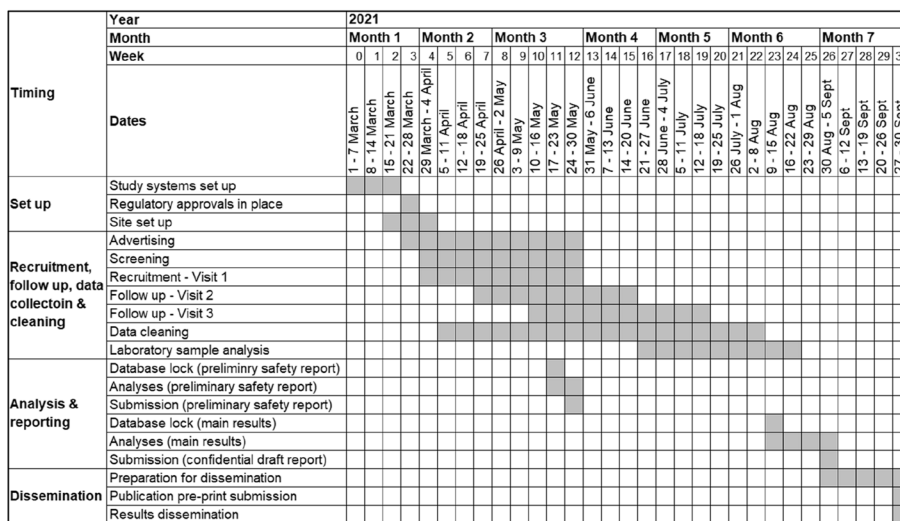 Year 2021
Month Month 1 Month 2 Month 3 Month 4 Month 5 Month 6 Month 7
Week 0 1 2 3 4 5 6 7 8 9 10 11 12 13 14 15 16 17 18 19 20 21 22 23 24 25 26 27 28 29
Timing
Dates
1 - 7 March
8 - 14 March
15 - 21 March
22 - 28 March
29 March - 4 April
5 - 11 April
12 - 18 April
19 - 25 April
26 April - 2 May
3 - 9 May
10 - 16 May
17 - 23 May
24 - 30 May
31 May - 6 June
7 - 13 June
14 - 20 June
21 - 27 June
28 June - 4 July
5 - 11 July
12 - 18 July
19 - 25 July
26 July - 1 Aug
2 - 8 Aug
9 - 15 Aug
16 - 22 Aug
23 - 29 Aug
30 Aug - 5 Sept
6 - 12 Sept
13 - 19 Sept
20 - 26 Sept
Set up
Study systems set up
Regulatory approvals in place
Site set up
Recruitment,
follow up, data
collectoin &
cleaning
Advertising
Screening
Recruitment - Visit 1
Follow up - Visit 2
Follow up - Visit 3
Data cleaning
Laboratory sample analysis
Analysis &
reporting
Database lock (preliminry safety report)
Analyses (preliminary safety report)
Submission (preliminary safety report)
Database lock (main results)
Analyses (main results)
Submission (confidential draft report)
Dissemination
Preparation for dissemination
Publication pre-print submission
Results dissemination